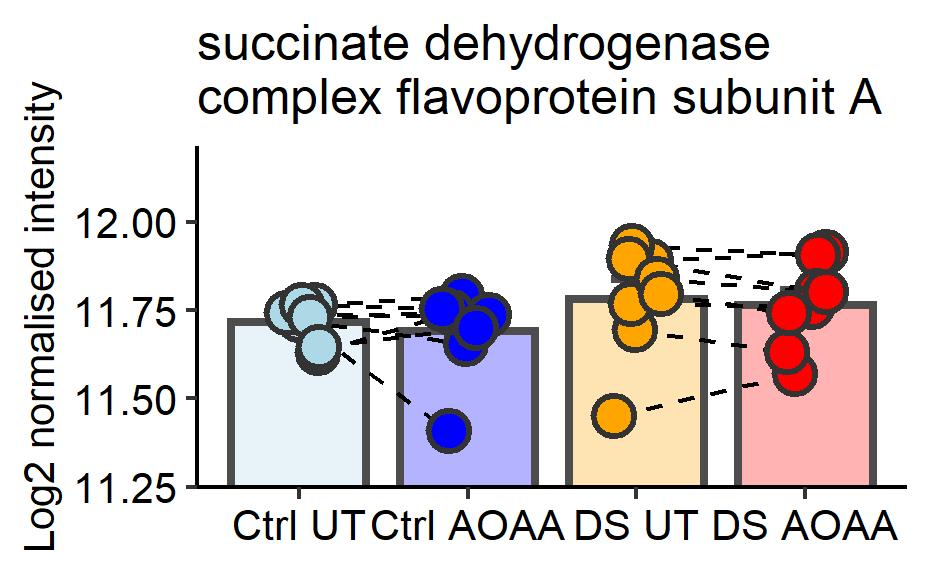 succinate dehydrogenase
complex flavoprotein subunit A
Log2 normalised intensity
12.00
11.75
11.50
11.25
Ctrl UT Ctrl AOAA DS UT DS AOAA